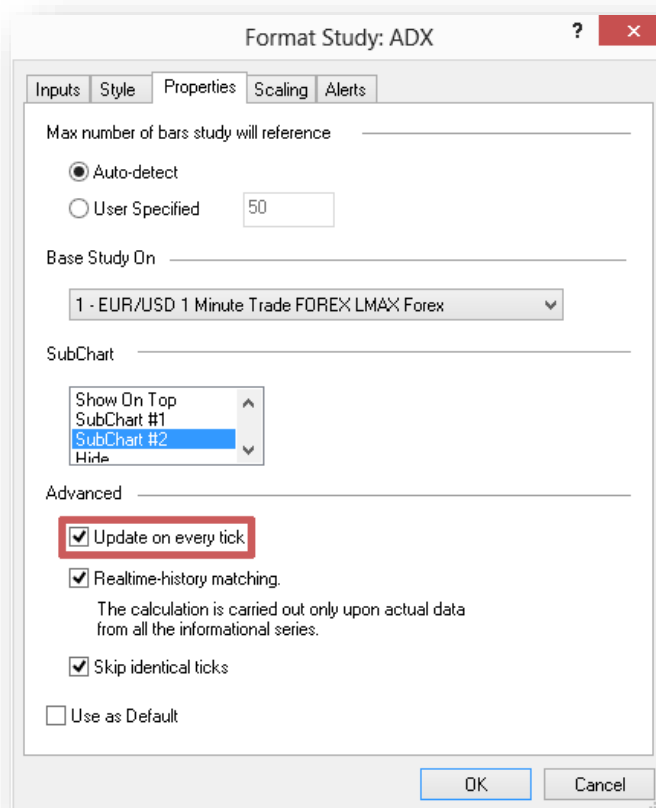 Format Study: ADX
?
Inputs Style Properties Scaling Alerts
Max number of bars study will reference
Auto-detect
User Specified 50
Base Study On
1 - EUR/USD 1 Minute Trade FOREX LMAX Forex
SubChart
Show On Top
SubChart #1
SubChart #2
Hide
Advanced
Update on every tick
Realtime-history matching.
The calculation is carried out only upon actual data
from all the informational series.
Skip identical ticks
Use as Default
OK Cancel